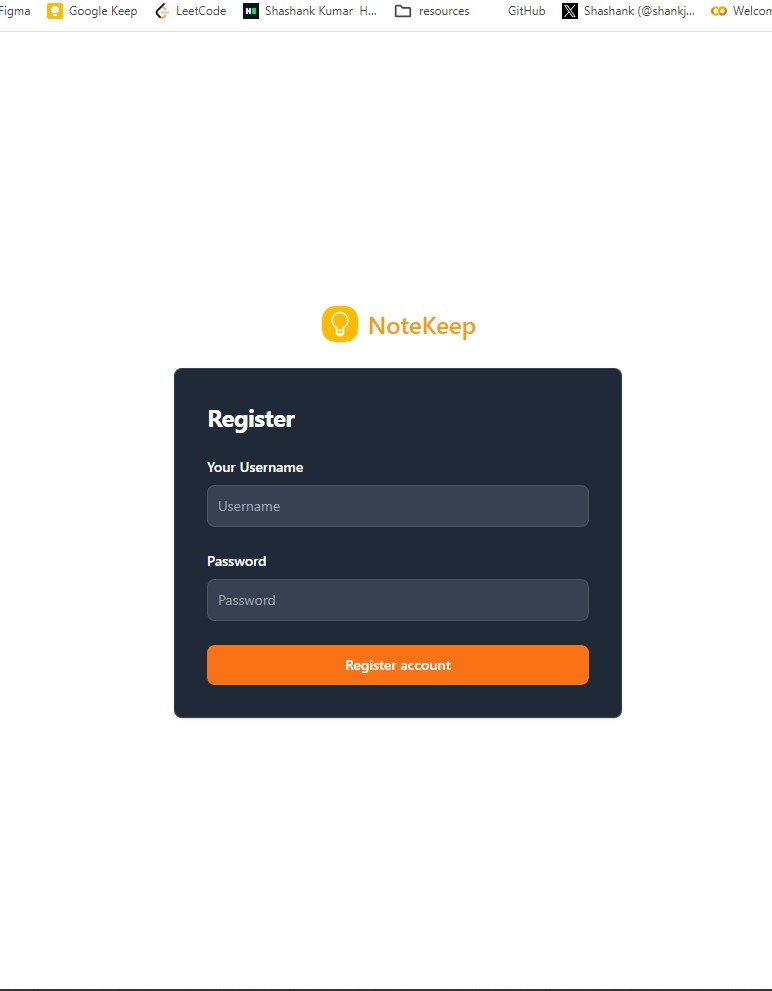 Figma Google Keep LeetCode Shashank Kumar H... resources GitHub Shashank (@shankj... Welcom
NoteKeep
Register
Your Username
Username
Password
Password
Register account